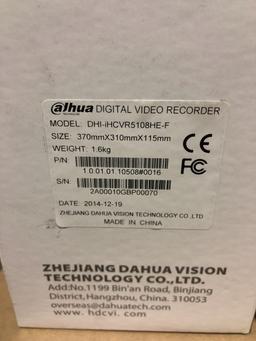 alhua DIGITAL VIDEO RECORDER
TECHNOLOGY
MODEL: DHI-iHCVR5108HE-F
SIZE: 370mmX310mmX115mm
WEIGHT: 1.6kg
CE
P/N
1.0.01.01.10508#0016
FC
S/N
2A00010GBP00070
DATE: 2014-12-19
ZHEJIANG DAHUA VISION TECHNOLOGY CO.,LTD
MADE IN CHINA
ZHEJIANG DAHUA VISION
TECHNOLOGY CO.,LTD.
Add:No.1199 Bin'an Road, Binjiang
District,Hangzhou, China. 310053
overseas@dahuatech.com
www. hdcvi. com